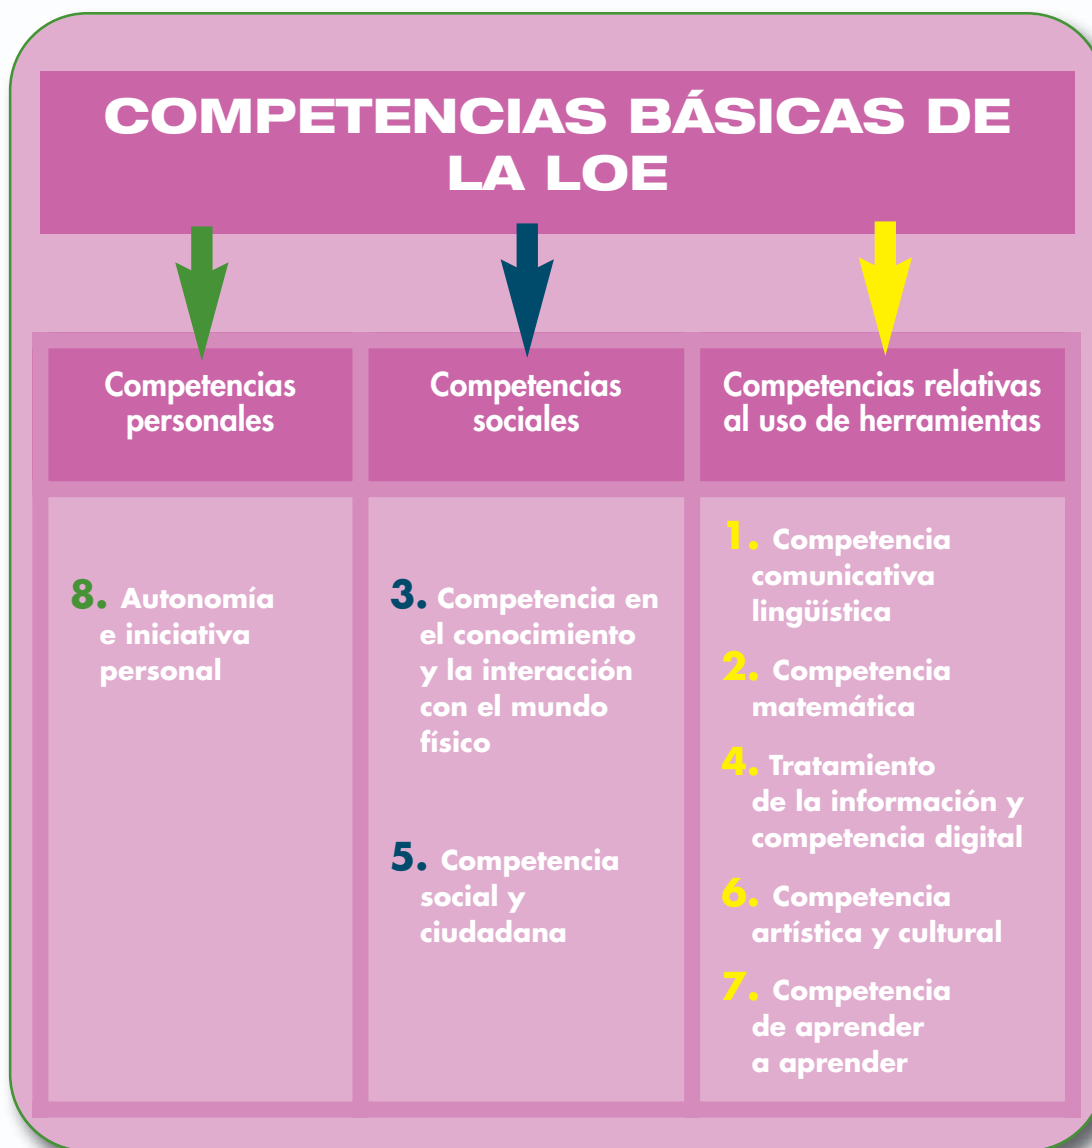 COMPETENCIAS BÁSICAS DE
LA LOE
Competencias
personales
Competencias
sociales
Competencias relativas
al uso de herramientas
8. Autonomía
e iniciativa
personal
3. Competencia en
el conocimiento
y la interacción
con el mundo
físico
5. Competencia
social y
ciudadana
1. Competencia
comunicativa
lingüística
2. Competencia
matemática
4. Tratamiento
de la información y
competencia digital
6. Competencia
artística y cultural
7. Competencia
de aprender
a aprender